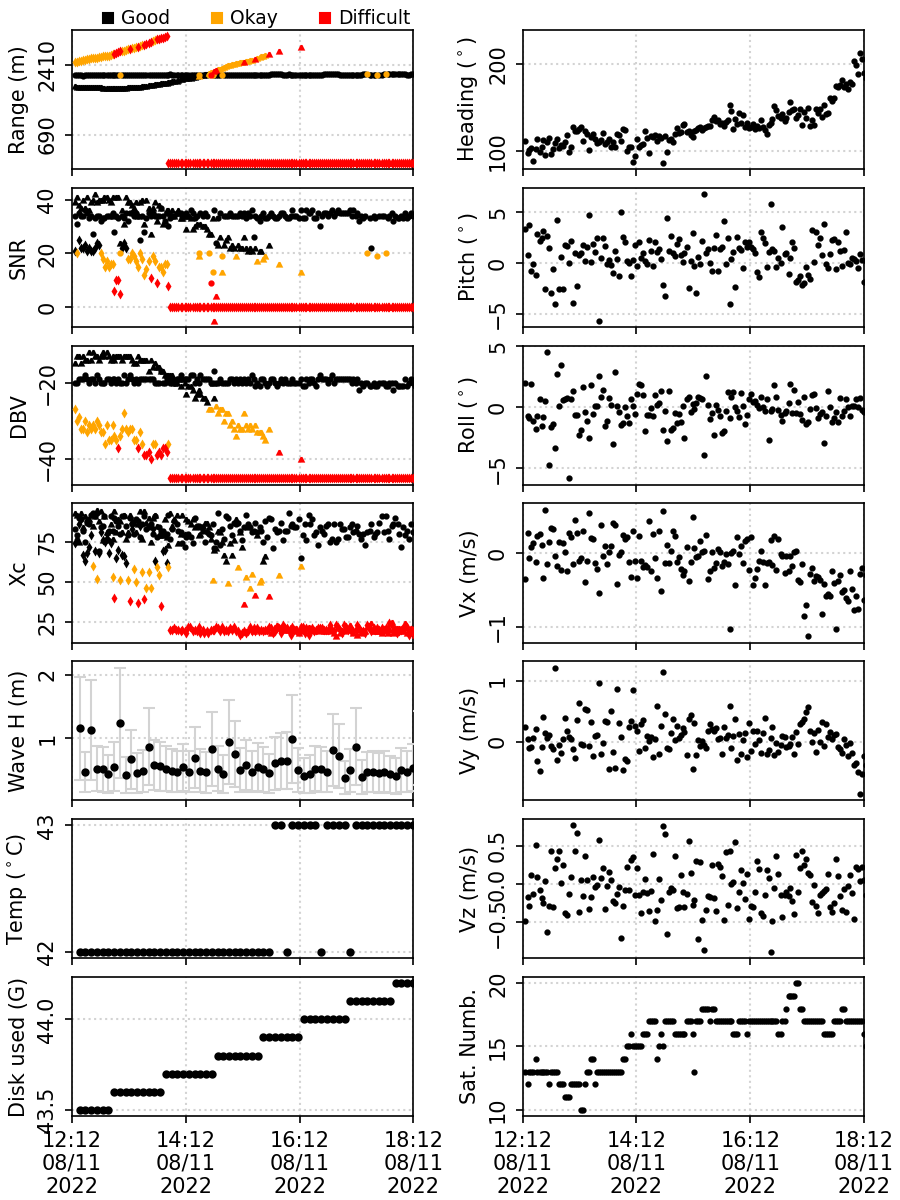 Good Okay Difficult
Range (m)
2410
690
Heading (°)
200
100
SNR
40
20
0
Pitch (°)
5
0
−5
DBV
−20
−40
Roll (°)
5
0
−5
Xc
75
50
25
Vx (m/s)
0
−1
Wave H (m)
2
1
Vy (m/s)
1
0
Temp (°C)
43
42
Vz (m/s)
0.5
0.0
−0.5
Disk used (G)
44.0
43.5
Sat. Numb.
20
15
10
12:12 14:12 16:12 18:12 12:12 14:12 16:12 18:12
08/11 08/11 08/11 08/11 08/11 08/11 08/11 08/11
2022 2022 2022 2022 2022 2022 2022 2022